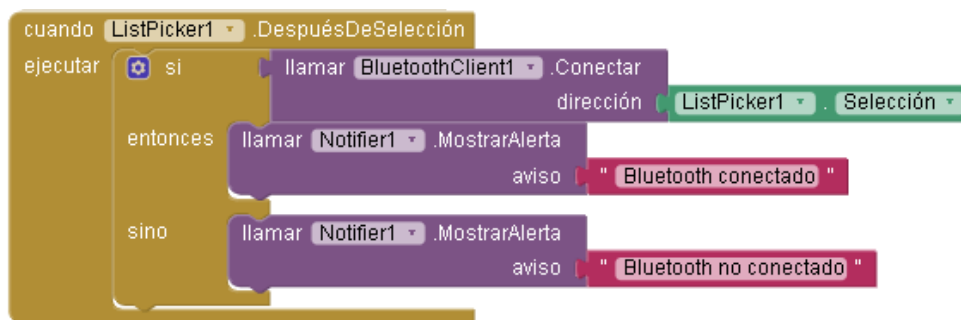 cuando ListPicker1 .DespuésDeSelección
ejecutar si llamar BluetoothClient1 .Conectar
dirección ListPicker1 . Selección
entonces llamar Notifier1 .MostrarAlerta
aviso " Bluetooth conectado "
sino llamar Notifier1 .MostrarAlerta
aviso " Bluetooth no conectado "